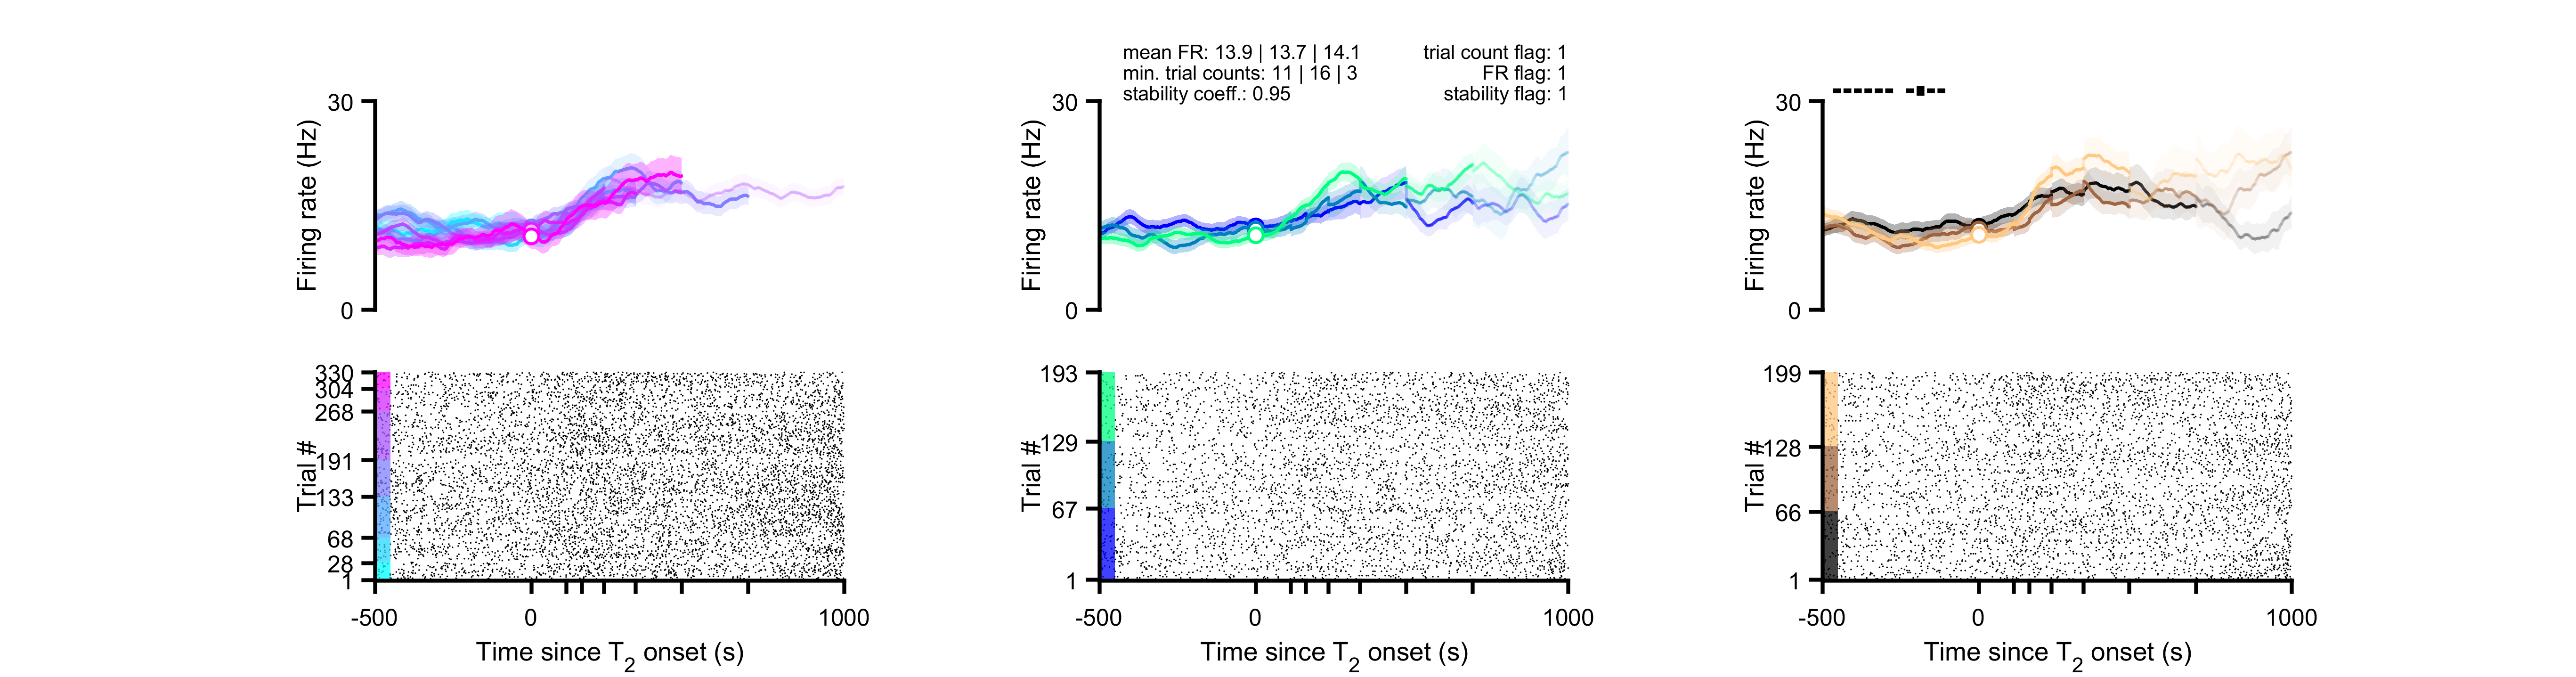 mean FR: 13.9 | 13.7 | 14.1
min. trial counts: 11 | 16 | 3
stability coeff.: 0.95
trial count flag: 1
FR flag: 1
stability flag: 1
30
Firing rate (Hz)
0
30
Firing rate (Hz)
0
30
Firing rate (Hz)
0
330
304
268
191
133
68
28
1
Trial #
-500 0 1000
Time since T2 onset (s)
193
129
67
1
Trial #
-500 0 1000
Time since T2 onset (s)
199
128
66
1
Trial #
-500 0 1000
Time since T2 onset (s)